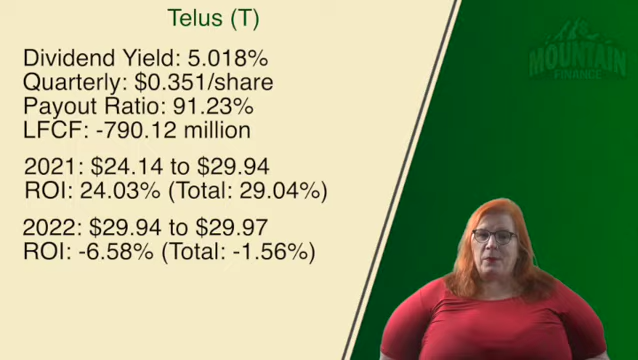 Telus (T)
Dividend Yield: 5.018%
Quarterly: $0.351/share
Payout Ratio: 91.23%
LFCF: -790.12 million
2021: $24.14 to $29.94
ROI: 24.03% (Total: 29.04%)
2022: $29.94 to $29.97
ROI: -6.58% (Total: -1.56%)
MOUNTAIN
FINANCE